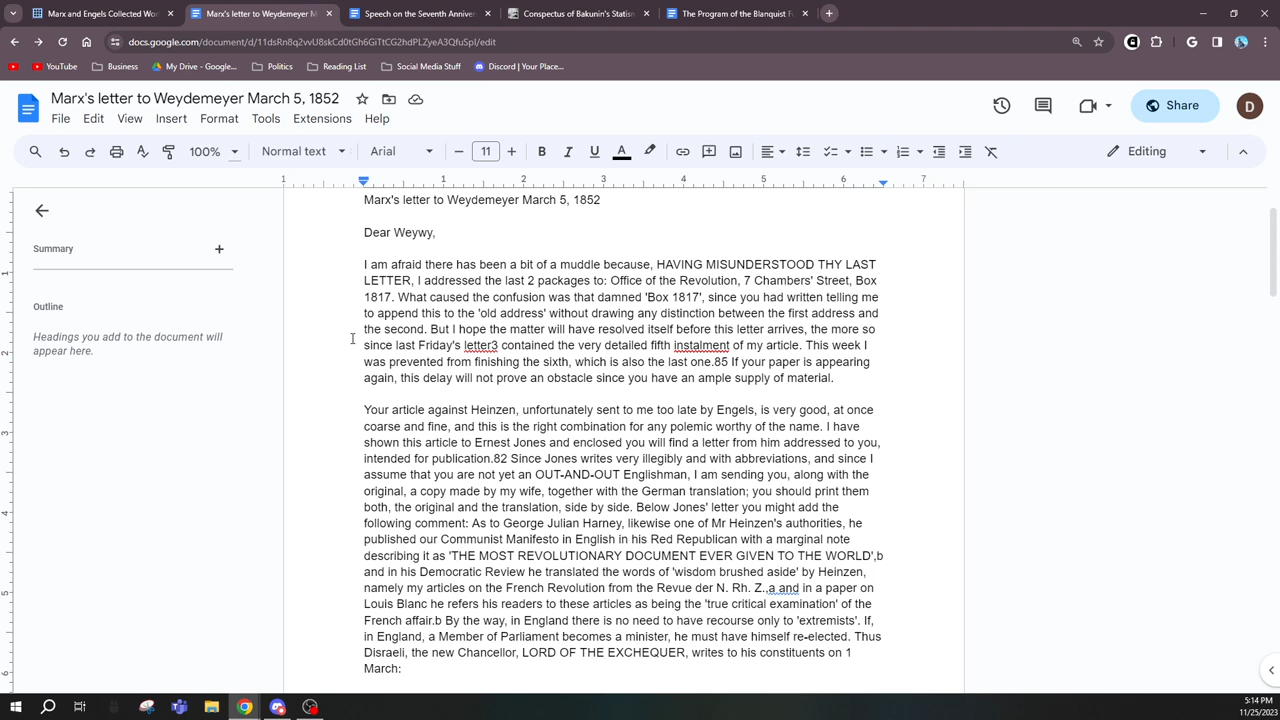 Marx and Engels Collected Wor
Marx's letter to Weydemeyer M
Speech on the Seventh Anniver
Conspectus of Bakunin's Statism
The Program of the Blanquist Fu
docs.google.com/document/d/11dsRn8q2vvU8skCd0tGh6GiTtCG2hdPLZyeA3QfuSpI/edit
YouTube
Business
My Drive - Google...
Politics
Reading List
Social Media Stuff
Discord | Your Place...
Marx's letter to Weydemeyer March 5, 1852
Share
D
File Edit View Insert Format Tools Extensions Help
100% Normal text Arial 11 B I U A Editing
1 1 2 3 4 5 6 7
Summary
Outline
Headings you add to the document will
appear here.
1
2
3
4
5
6
Marx's letter to Weydemeyer March 5, 1852
Dear Weywy,
I am afraid there has been a bit of a muddle because, HAVING MISUNDERSTOOD THY LAST
LETTER, I addressed the last 2 packages to: Office of the Revolution, 7 Chambers' Street, Box
1817. What caused the confusion was that damned 'Box 1817', since you had written telling me
to append this to the 'old address' without drawing any distinction between the first address and
the second. But I hope the matter will have resolved itself before this letter arrives, the more so
since last Friday's letter3 contained the very detailed fifth instalment of my article. This week I
was prevented from finishing the sixth, which is also the last one.85 If your paper is appearing
again, this delay will not prove an obstacle since you have an ample supply of material.
Your article against Heinzen, unfortunately sent to me too late by Engels, is very good, at once
coarse and fine, and this is the right combination for any polemic worthy of the name. I have
shown this article to Ernest Jones and enclosed you will find a letter from him addressed to you,
intended for publication.82 Since Jones writes very illegibly and with abbreviations, and since I
assume that you are not yet an OUT-AND-OUT Englishman, I am sending you, along with the
original, a copy made by my wife, together with the German translation; you should print them
both, the original and the translation, side by side. Below Jones' letter you might add the
following comment: As to George Julian Harney, likewise one of Mr Heinzen's authorities, he
published our Communist Manifesto in English in his Red Republican with a marginal note
describing it as 'THE MOST REVOLUTIONARY DOCUMENT EVER GIVEN TO THE WORLD',b
and in his Democratic Review he translated the words of 'wisdom brushed aside' by Heinzen,
namely my articles on the French Revolution from the Revue der N. Rh. Z.,a and in a paper on
Louis Blanc he refers his readers to these articles as being the 'true critical examination' of the
French affair.b By the way, in England there is no need to have recourse only to 'extremists'. If,
in England, a Member of Parliament becomes a minister, he must have himself re-elected. Thus
Disraeli, the new Chancellor, LORD OF THE EXCHEQUER, writes to his constituents on 1
March:
5:14 PM
11/25/2023